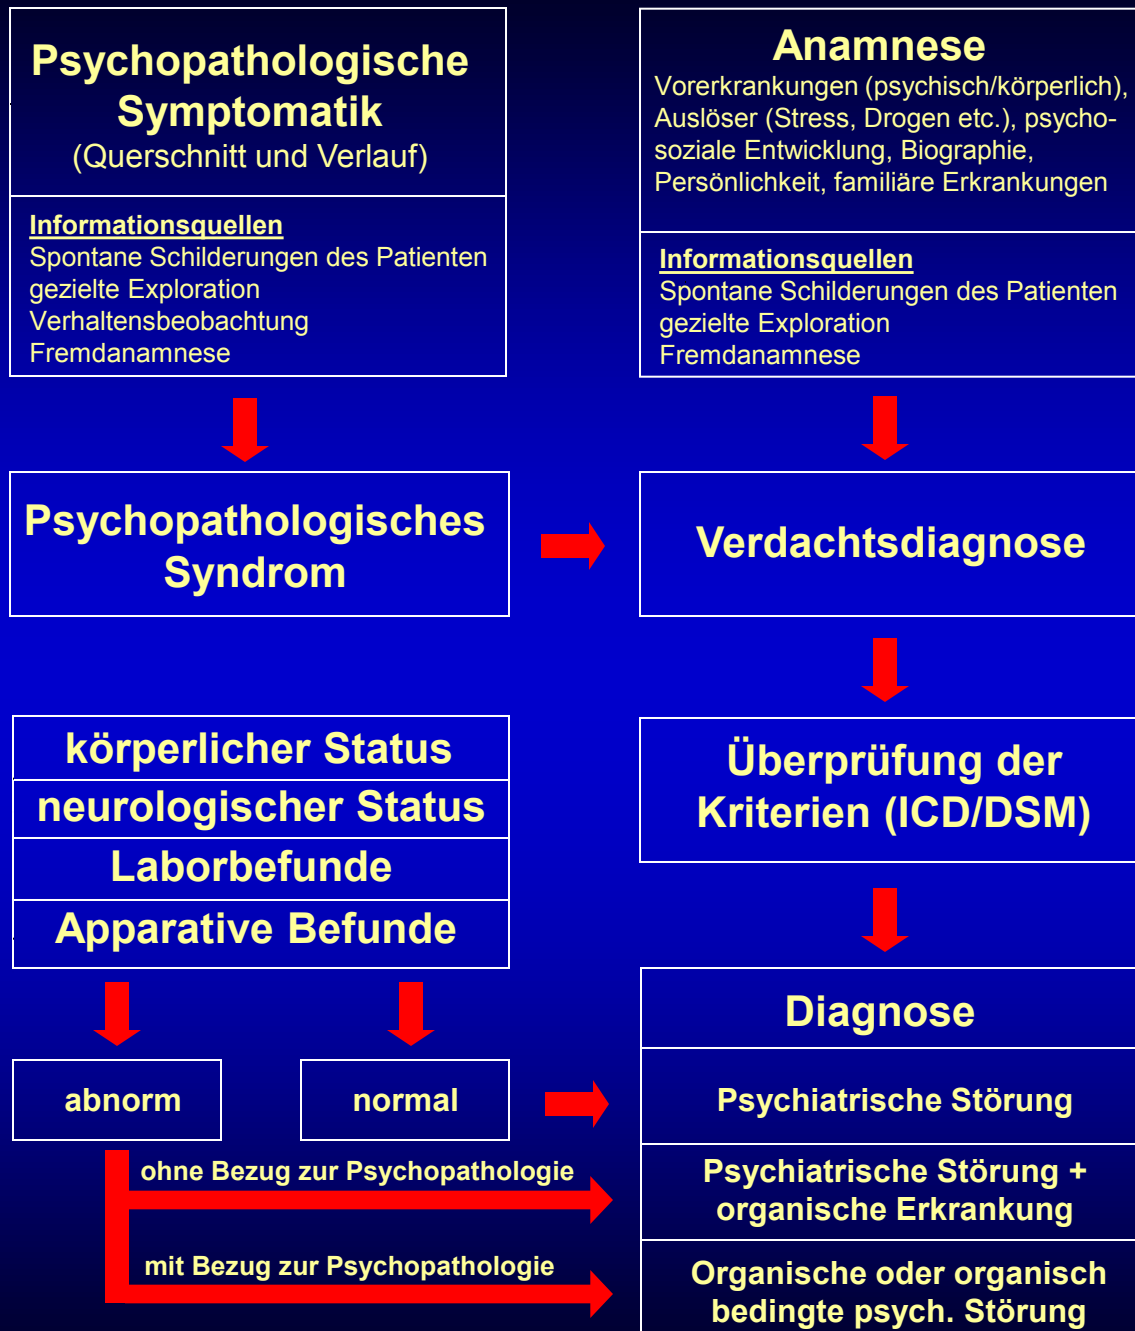 Psychopathologische
Symptomatik
(Querschnitt und Verlauf)
Informationsquellen
Spontane Schilderungen des Patienten
gezielte Exploration
Verhaltensbeobachtung
Fremdanamnese
Anamnese
Vorerkrankungen (psychisch/körperlich),
Auslöser (Stress, Drogen etc.), psycho-
soziale Entwicklung, Biographie,
Persönlichkeit, familiäre Erkrankungen
Informationsquellen
Spontane Schilderungen des Patienten
gezielte Exploration
Fremdanamnese
Psychopathologisches
Syndrom
Verdachtsdiagnose
körperlicher Status
neurologischer Status
Laborbefunde
Apparative Befunde
Überprüfung der
Kriterien (ICD/DSM)
abnorm
normal
Diagnose
Psychiatrische Störung
ohne Bezug zur Psychopathologie
Psychiatrische Störung +
organische Erkrankung
mit Bezug zur Psychopathologie
Organische oder organisch
bedingte psych. Störung